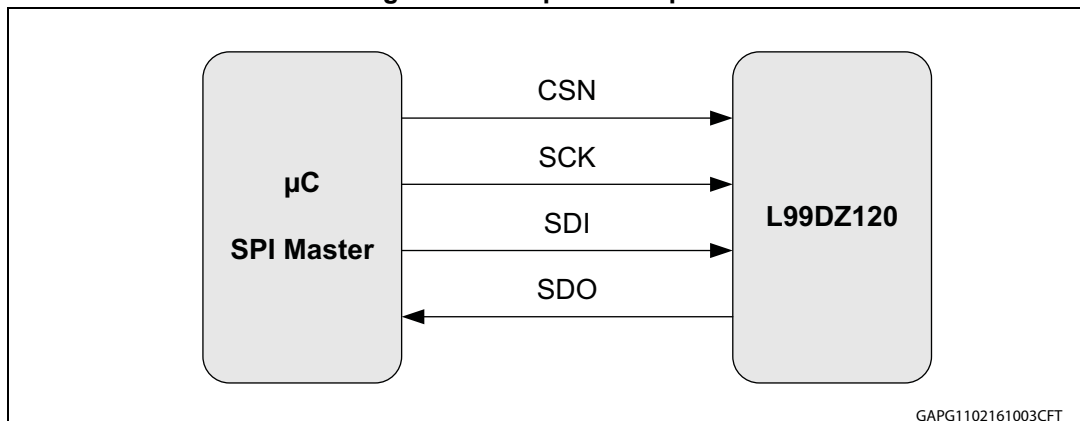 CSN
SCK
SDI
SDO
µC
SPI Master
L99DZ120
GAPG1102161003CFT